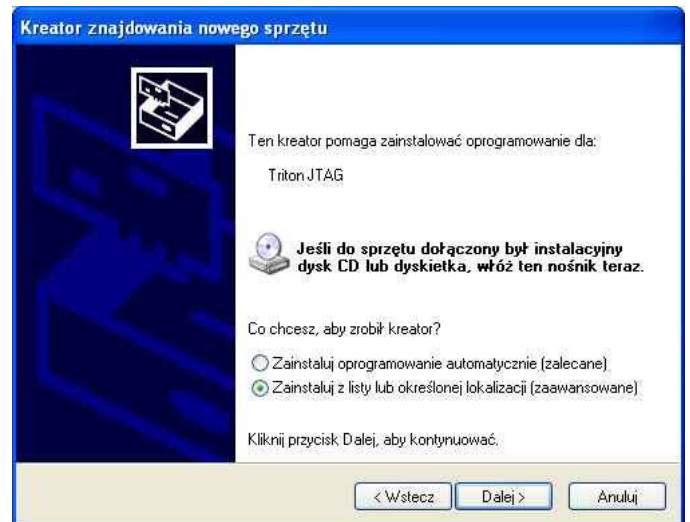 Kreator znajdowania nowego sprzętu
Ten kreator pomaga zainstalować oprogramowanie dla:
Triton JTAG
Jeśli do sprzętu dołączony był instalacyjny
dysk CD lub dyskietka, włóż ten nośnik teraz.
Co chcesz, aby zrobił kreator?
Zainstaluj oprogramowanie automatycznie (zalecane)
Zainstaluj z listy lub określonej lokalizacji (zaawansowane)
Kliknij przycisk Dalej, aby kontynuować.
< Wstecz Dalej > Anuluj